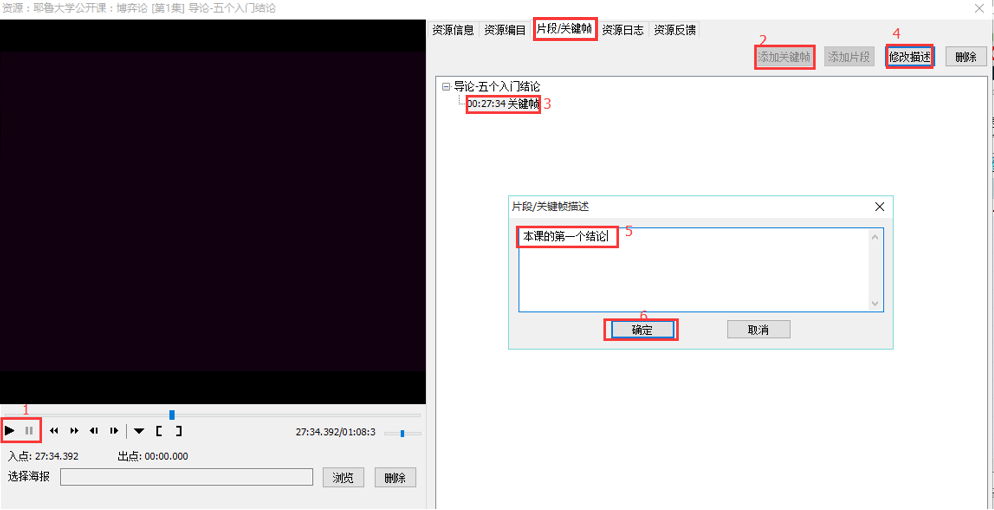 资源：耶鲁大学公开课：博弈论 [第1集] 导论-五个入门结论
资源信息 资源编目 片段/关键帧 资源日志 资源反馈
2 4
添加关键帧 添加片段 修改描述 删除
导论-五个入门结论
00:27:34 关键帧 3
片段/关键帧描述
本课的第一个结论 5
6
确定 取消
1
27:34.392/01:08:3
入点: 27:34.392 出点: 00:00.000
选择海报 浏览 删除